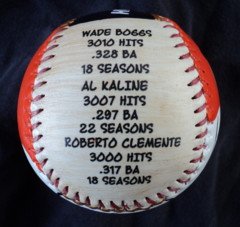 WADE BOGGS
3010 HITS
.328 BA
18 SEASONS
AL KALINE
3007 HITS
.297 BA
22 SEASONS
ROBERTO CLEMENTE
3000 HITS
.317 BA
18 SEASONS